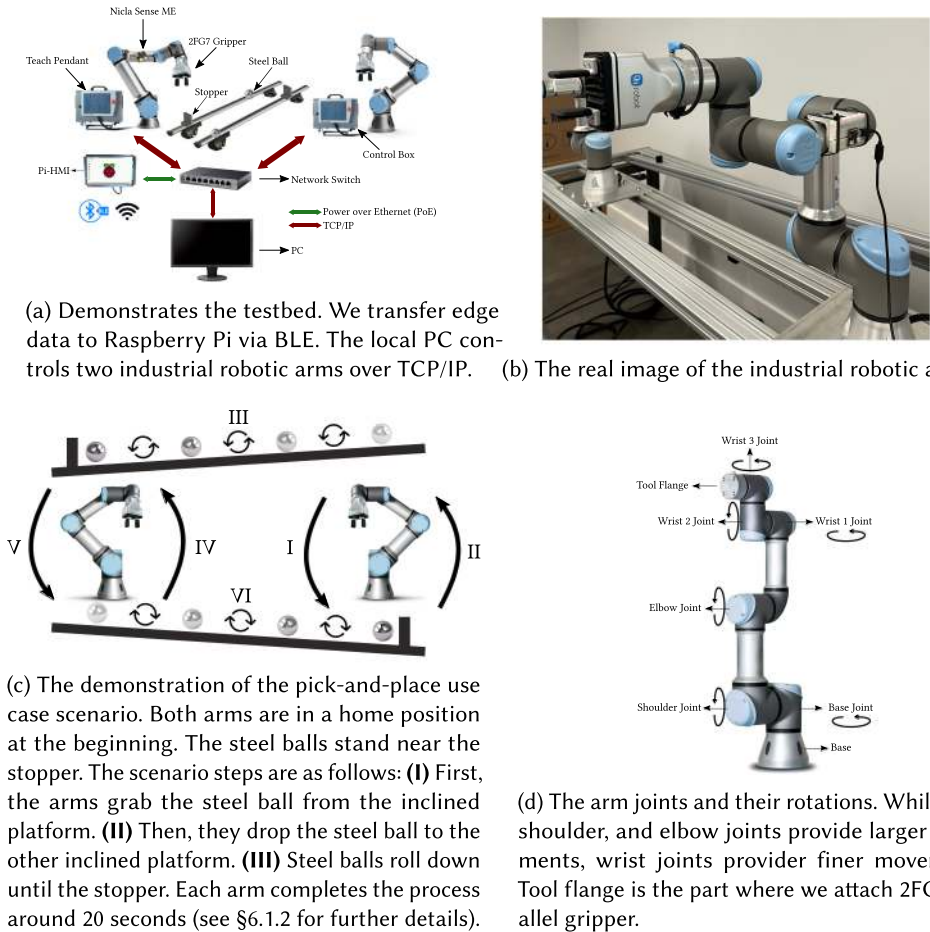 Nicla Sense ME
2FG7 Gripper
Teach Pendant
Steel Ball
Stopper
Control Box
Pi-HMI
Network Switch
Power over Ethernet (PoE)
TCP/IP
PC
(a) Demonstrates the testbed. We transfer edge
data to Raspberry Pi via BLE. The local PC con-
trols two industrial robotic arms over TCP/IP.
robot
(b) The real image of the industrial robotic a
III
V
IV
I
II
VI
(c) The demonstration of the pick-and-place use
case scenario. Both arms are in a home position
at the beginning. The steel balls stand near the
stopper. The scenario steps are as follows: (I) First,
the arms grab the steel ball from the inclined
platform. (II) Then, they drop the steel ball to the
other inclined platform. (III) Steel balls roll down
until the stopper. Each arm completes the process
around 20 seconds (see §6.1.2 for further details).
Wrist 3 Joint
Tool Flange
Wrist 2 Joint
Wrist 1 Joint
Elbow Joint
Shoulder Joint
Base Joint
Base
(d) The arm joints and their rotations. Whil
shoulder, and elbow joints provide larger
ments, wrist joints provider finer mover
Tool flange is the part where we attach 2FG
allel gripper.